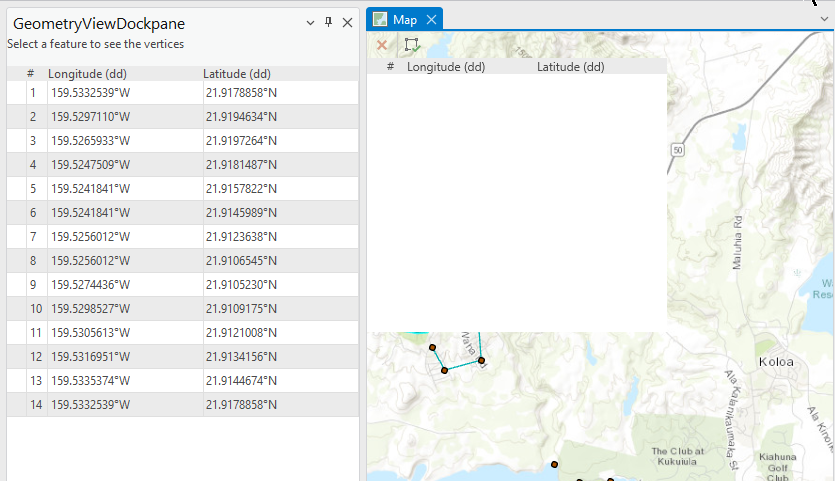 GeometryViewDockpane
Select a feature to see the vertices
# Longitude (dd) Latitude (dd)
1 159.5332539°W 21.9178858°N
2 159.5297110°W 21.9194634°N
3 159.5265933°W 21.9197264°N
4 159.5247509°W 21.9181487°N
5 159.5241841°W 21.9157822°N
6 159.5241841°W 21.9145989°N
7 159.5256012°W 21.9123638°N
8 159.5256012°W 21.9106545°N
9 159.5274436°W 21.9105230°N
10 159.5298527°W 21.9109175°N
11 159.5305613°W 21.9121008°N
12 159.5316951°W 21.9134156°N
13 159.5335374°W 21.9144674°N
14 159.5332539°W 21.9178858°N
Map
# Longitude (dd) Latitude (dd)
50
Maluhia Rd
Koloa
Ala Kalanikaumaka St
Ala Kinoik
The Club at
Kukuiula
Kiahuna
Golf
Club